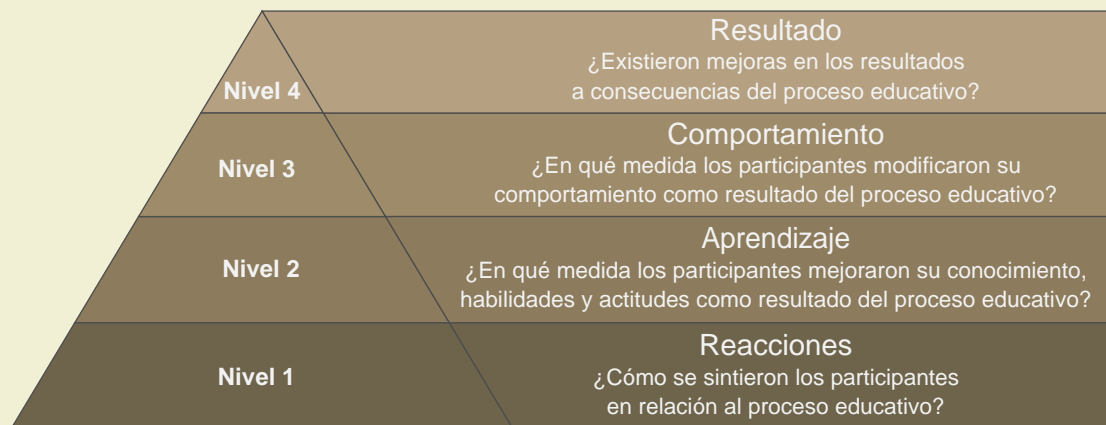 Resultado
¿Existieron mejoras en los resultados
a consecuencias del proceso educativo?
Nivel 4
Comportamiento
¿En qué medida los participantes modificaron su
comportamiento como resultado del proceso educativo?
Nivel 3
Aprendizaje
¿En qué medida los participantes mejoraron su conocimiento,
habilidades y actitudes como resultado del proceso educativo?
Nivel 2
Reacciones
¿Cómo se sintieron los participantes
en relación al proceso educativo?
Nivel 1